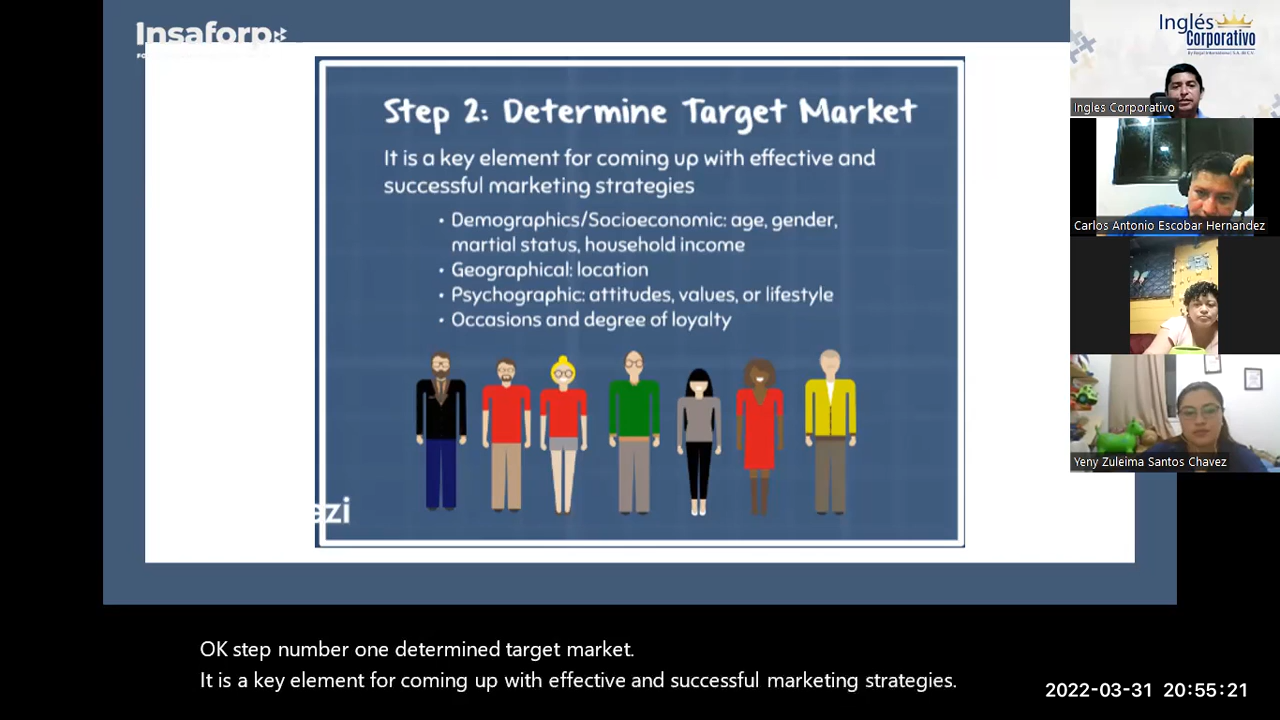 Insaforp
Step 2: Determine Target Market
It is a key element for coming up with effective and
successful marketing strategies
• Demographics/Socioeconomic: age, gender,
martial status, household income
• Geographical: location
• Psychographic: attitudes, values, or lifestyle
• Occasions and degree of loyalty
zi
Inglés
Corporativo
Ingles Corporativo
Carlos Antonio Escobar Hernandez
Yeny Zuleima Santos Chavez
OK step number one determined target market.
It is a key element for coming up with effective and successful marketing strategies.
2022-03-31 20:55:21